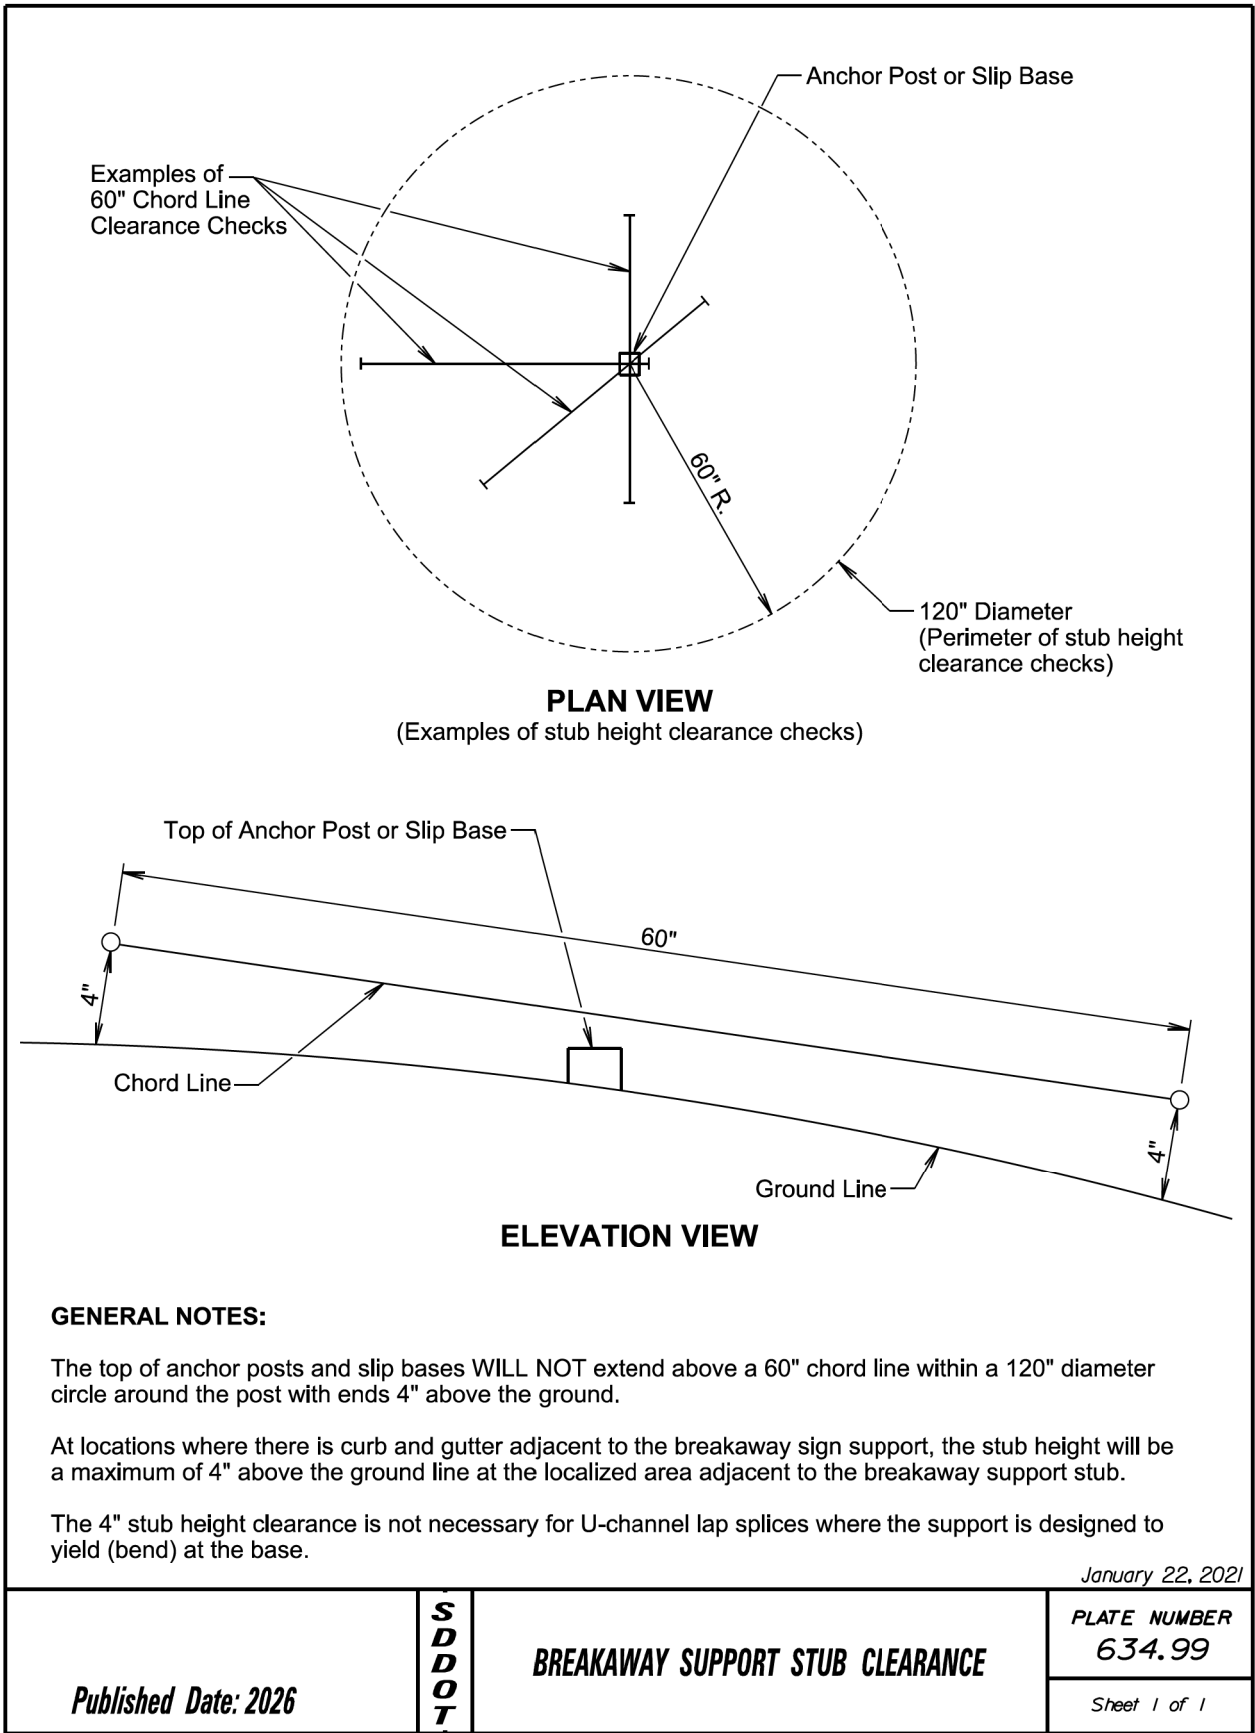 Anchor Post or Slip Base
Examples of
60" Chord Line
Clearance Checks
60" R.
120" Diameter
(Perimeter of stub height
clearance checks)
PLAN VIEW
(Examples of stub height clearance checks)
Top of Anchor Post or Slip Base
60"
4"
Chord Line
4"
Ground Line
ELEVATION VIEW
GENERAL NOTES:
The top of anchor posts and slip bases WILL NOT extend above a 60" chord line within a 120" diameter
circle around the post with ends 4" above the ground.
At locations where there is curb and gutter adjacent to the breakaway sign support, the stub height will be
a maximum of 4" above the ground line at the localized area adjacent to the breakaway support stub.
The 4" stub height clearance is not necessary for U-channel lap splices where the support is designed to
yield (bend) at the base.
January 22, 2021
Published Date: 2026
SDDOT
BREAKAWAY SUPPORT STUB CLEARANCE
PLATE NUMBER
634.99
Sheet 1 of 1